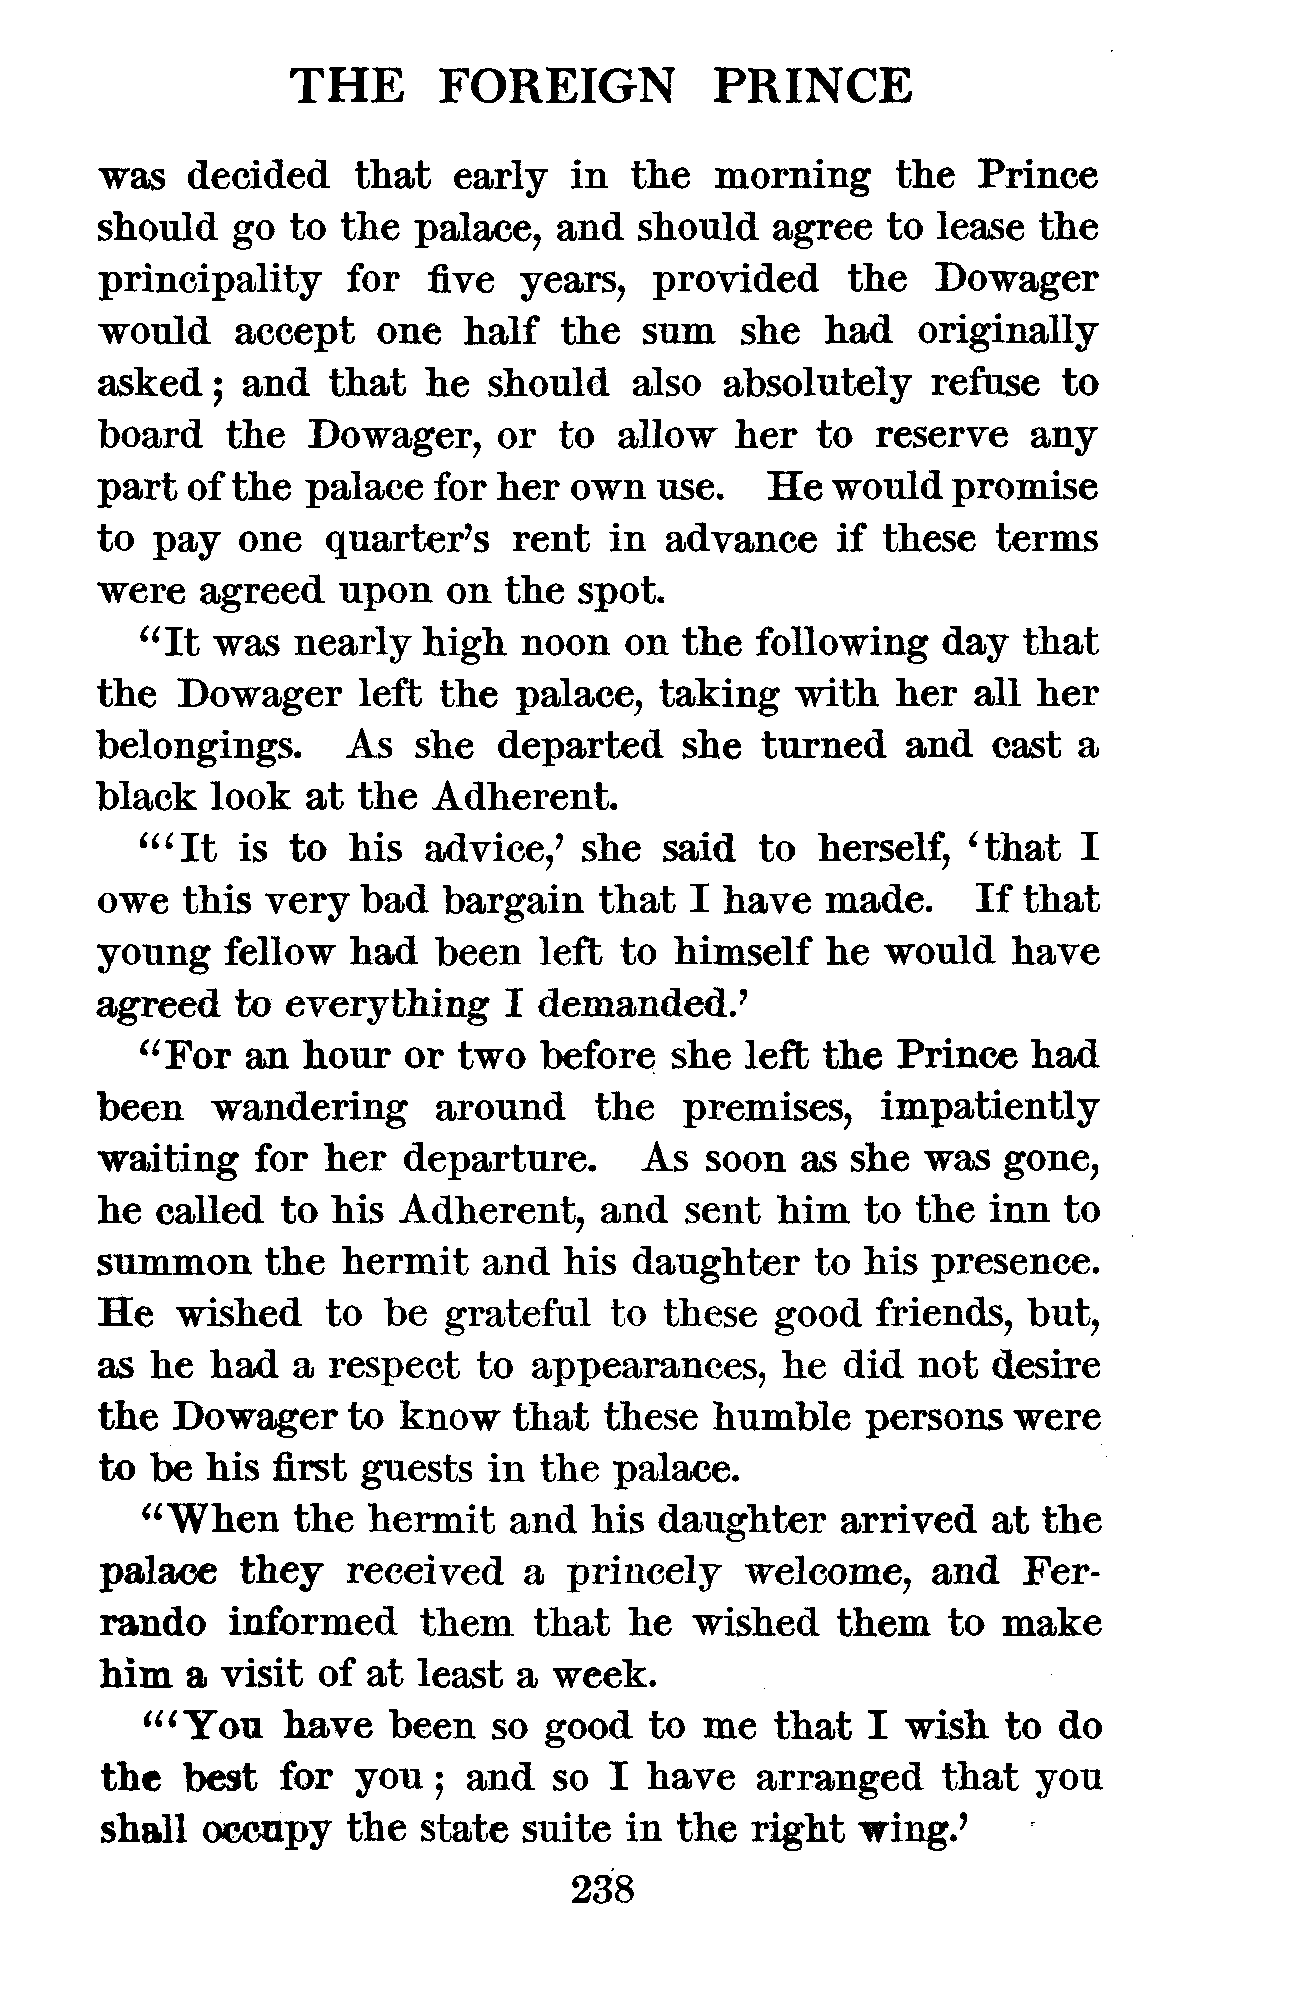 THE FOREIGN PRINCE
was decided that early in the morning the Prince
should go to the palace, and should agree to lease the
principality for five years, provided the Dowager
would accept one half the sum she had originally
asked; and that he should also absolutely refuse to
board the Dowager, or to allow her to reserve any
part of the palace for her own use. He would promise
to pay one quarter's rent in advance if these terms
were agreed upon on the spot.
"It was nearly high noon on the following day that
the Dowager left the palace, taking with her all her
belongings. As she departed she turned and cast a
black look at the Adherent.
"'It is to his advice,' she said to herself, 'that I
owe this very bad bargain that I have made. If that
young fellow had been left to himself he would have
agreed to everything I demanded.'
"For an hour or two before she left the Prince had
been wandering around the premises, impatiently
waiting for her departure. As soon as she was gone,
he called to his Adherent, and sent him to the inn to
summon the hermit and his daughter to his presence.
He wished to be grateful to these good friends, but,
as he had a respect to appearances, he did not desire
the Dowager to know that these humble persons were
to be his first guests in the palace.
"When the hermit and his daughter arrived at the
palace they received a princely welcome, and Fer-
rando informed them that he wished them to make
him a visit of at least a week.
"'You have been so good to me that I wish to do
the best for you; and so I have arranged that you
shall occupy the state suite in the right wing.'
238